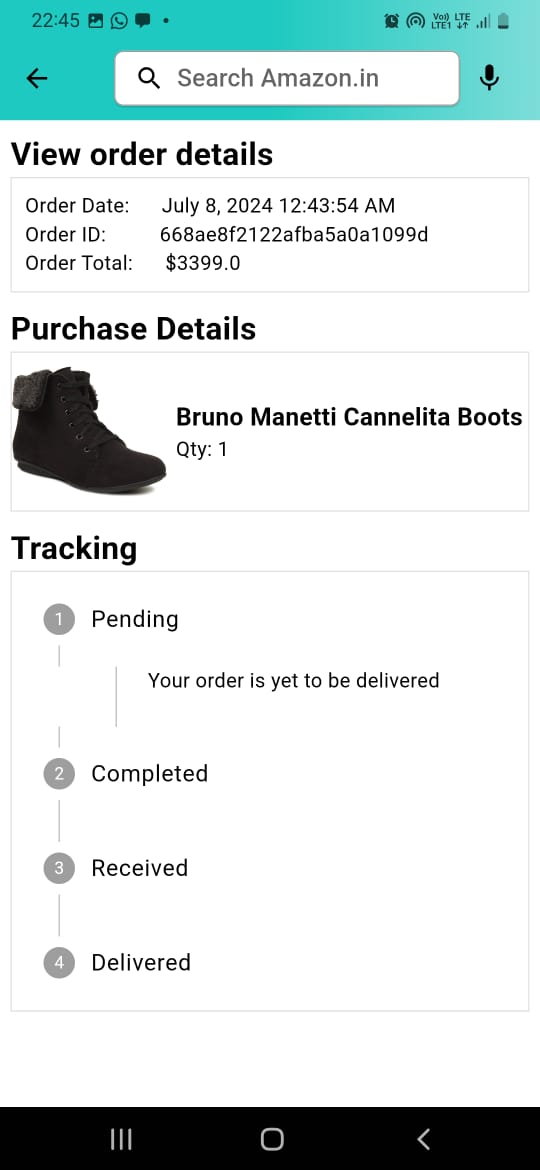 22:45
Vo)) LTE
LTE1
Search Amazon.in
View order details
Order Date: July 8, 2024 12:43:54 AM
Order ID: 668ae8f2122afba5a0a1099d
Order Total: $3399.0
Purchase Details
Bruno Manetti Cannelita Boots
Qty: 1
Tracking
1 Pending
Your order is yet to be delivered
2 Completed
3 Received
4 Delivered